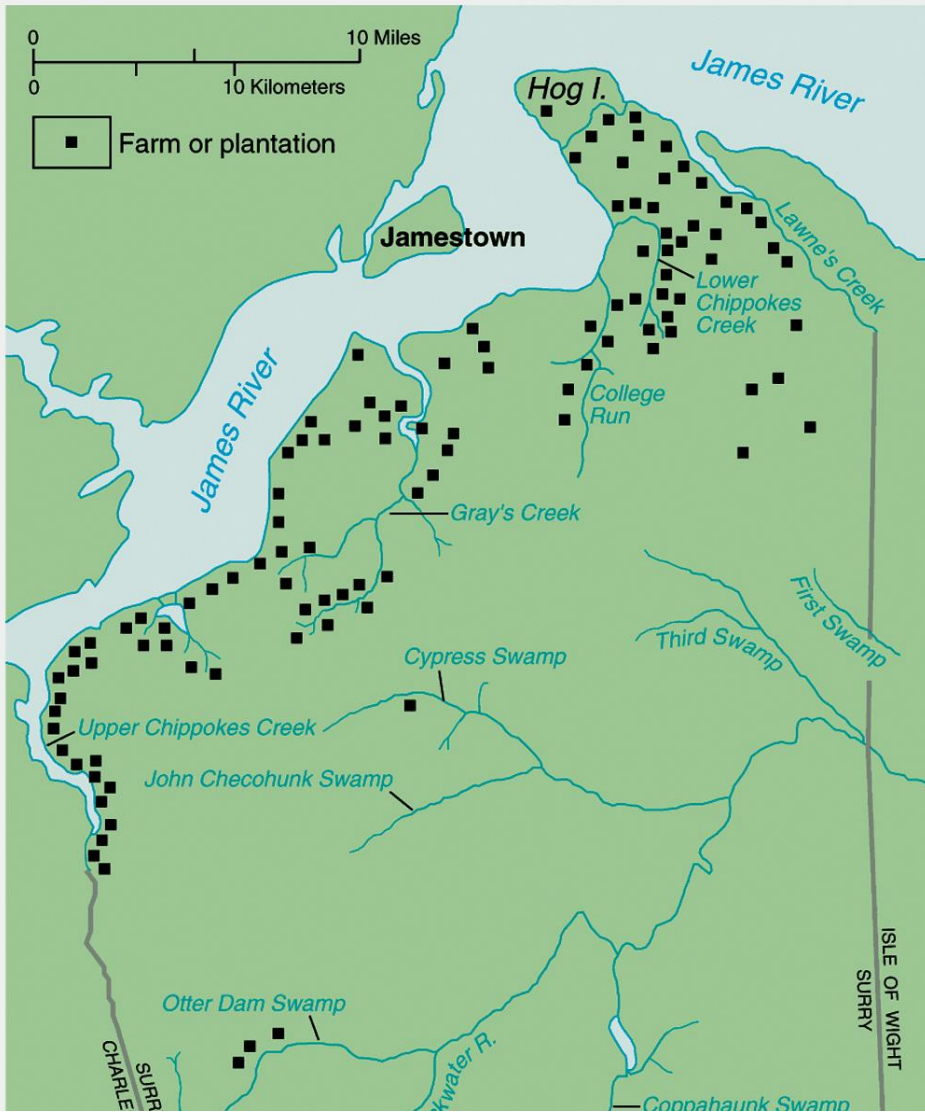 0 10 Miles
0 10 Kilometers
Farm or plantation
Hog I.
James River
Jamestown
Lawne's Creek
Lower
Chippokes
Creek
James River
College
Run
Gray's Creek
First Swamp
Third Swamp
Cypress Swamp
Upper Chippokes Creek
John Checohunk Swamp
ISLE OF WIGHT
SURRY
Otter Dam Swamp
SURR
CHARLE
kwater R.
Coppahaunk Swamp